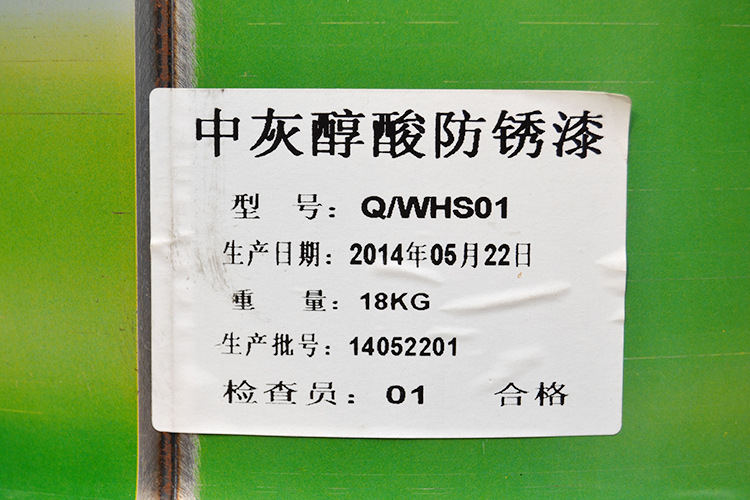 中灰醇酸防锈漆
型 号：Q/WHS01
生产日期：2014年05月22日
重 量：18KG
生产批号：14052201
检查员：01 合格